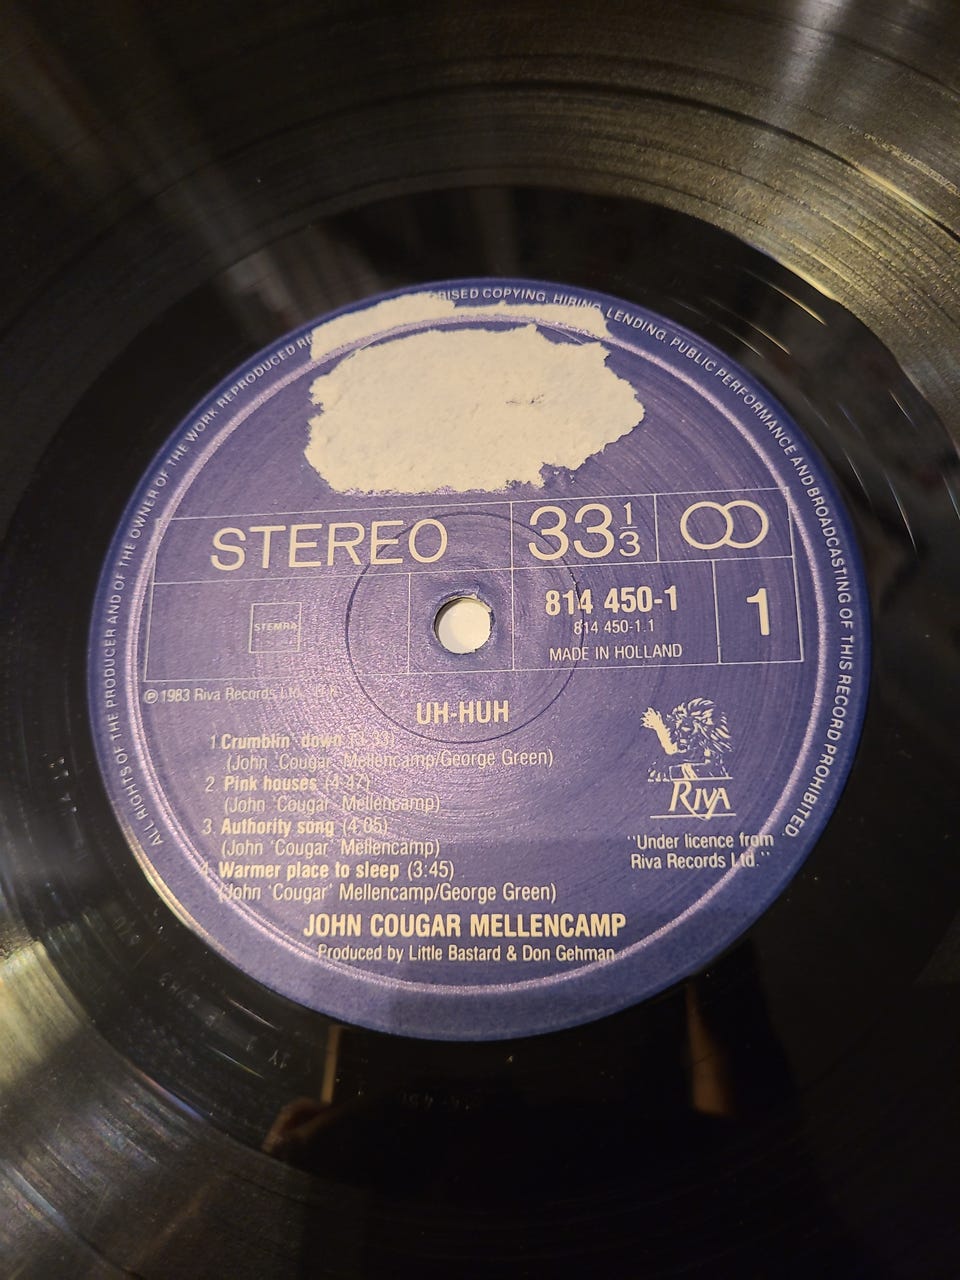 ALL RIGHTS OF THE PRODUCER AND OF THE OWNER OF THE WORK REPRODUCED COPYING, HIRING, LENDING, PUBLIC PERFORMANCE AND BROADCASTING OF THIS RECORD PROHIBITED.
STEREO 33 1/3
STEMRA 814 450-1 1
814 450-1.1
MADE IN HOLLAND
℗ 1983 Riva Records Ltd.
UH-HUH
1 Crumblin' down
(John 'Cougar' Mellencamp/George Green)
2 Pink houses (4:47)
(John 'Cougar' Mellencamp)
3. Authority song (4:05)
(John 'Cougar' Mellencamp)
4. Warmer place to sleep (3:45)
(John 'Cougar' Mellencamp/George Green)
RIVA
"Under licence from
Riva Records Ltd."
JOHN COUGAR MELLENCAMP
Produced by Little Bastard & Don Gehman